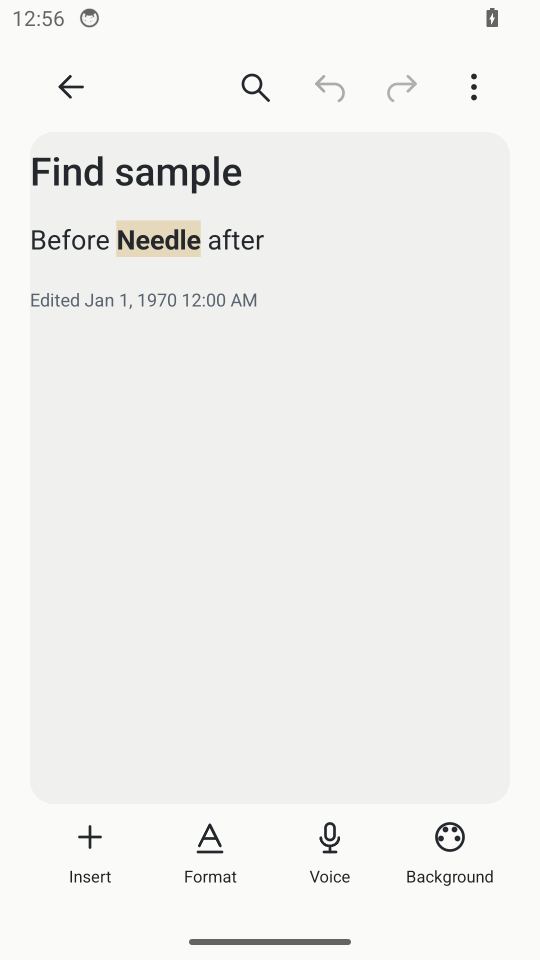 12:56
Find sample
Before Needle after
Edited Jan 1, 1970 12:00 AM
Insert
Format
Voice
Background